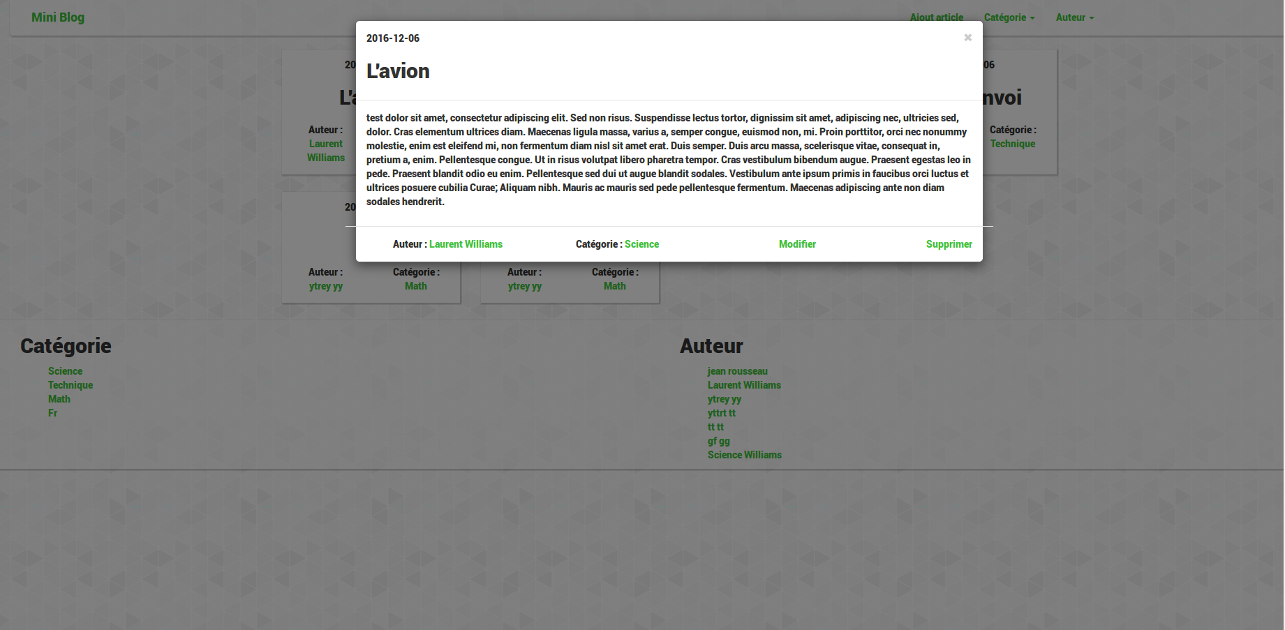 Mini Blog
Ajout article
Catégorie
Auteur
2016-12-06
×
L'avion
test dolor sit amet, consectetur adipiscing elit. Sed non risus. Suspendisse lectus tortor, dignissim sit amet, adipiscing nec, ultricies sed,
dolor. Cras elementum ultrices diam. Maecenas ligula massa, varius a, semper congue, euismod non, mi. Proin porttitor, orci nec nonummy
molestie, enim est eleifend mi, non fermentum diam nisl sit amet erat. Duis semper. Duis arcu massa, scelerisque vitae, consequat in,
pretium a, enim. Pellentesque congue. Ut in risus volutpat libero pharetra tempor. Cras vestibulum bibendum augue. Praesent egestas leo in
pede. Praesent blandit odio eu enim. Pellentesque sed dui ut augue blandit sodales. Vestibulum ante ipsum primis in faucibus orci luctus et
ultrices posuere cubilia Curae; Aliquam nibh. Mauris ac mauris sed pede pellentesque fermentum. Maecenas adipiscing ante non diam
sodales hendrerit.
Auteur : Laurent Williams
Catégorie : Science
Modifier
Supprimer
20
L'a
Auteur :
Laurent
Williams
06
nvoi
Catégorie :
Technique
20
Auteur :
ytrey yy
Catégorie :
Math
Auteur :
ytrey yy
Catégorie :
Math
Catégorie
Science
Technique
Math
Fr
Auteur
jean rousseau
Laurent Williams
ytrey yy
yttrt tt
tt tt
gf gg
Science Williams